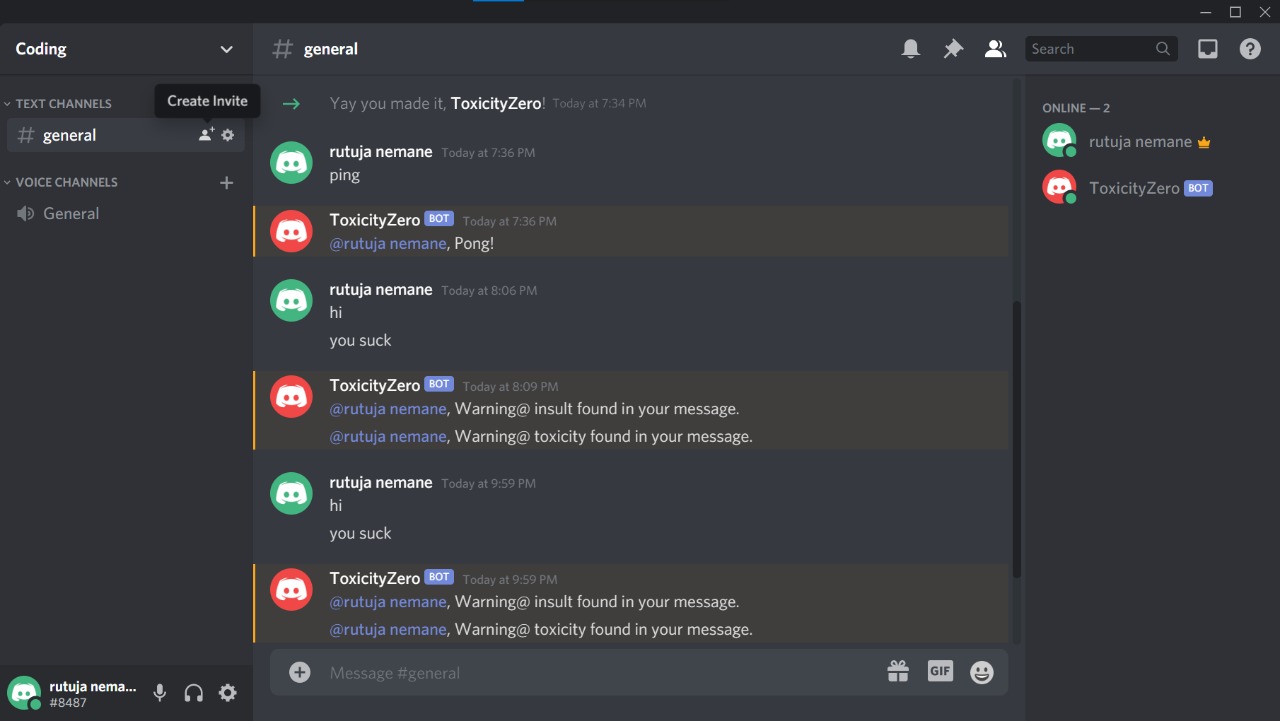 Coding
TEXT CHANNELS
Create Invite
general
VOICE CHANNELS
General
rutuja nema...
#8487
# general
Search
Yay you made it, ToxicityZero! Today at 7:34 PM
rutuja nemane Today at 7:36 PM
ping
ToxicityZero BOT Today at 7:36 PM
@rutuja nemane, Pong!
rutuja nemane Today at 8:06 PM
hi
you suck
ToxicityZero BOT Today at 8:09 PM
@rutuja nemane, Warning@ insult found in your message.
@rutuja nemane, Warning@ toxicity found in your message.
rutuja nemane Today at 9:59 PM
hi
you suck
ToxicityZero BOT Today at 9:59 PM
@rutuja nemane, Warning@ insult found in your message.
@rutuja nemane, Warning@ toxicity found in your message.
Message #general
GIF
ONLINE — 2
rutuja nemane
ToxicityZero BOT